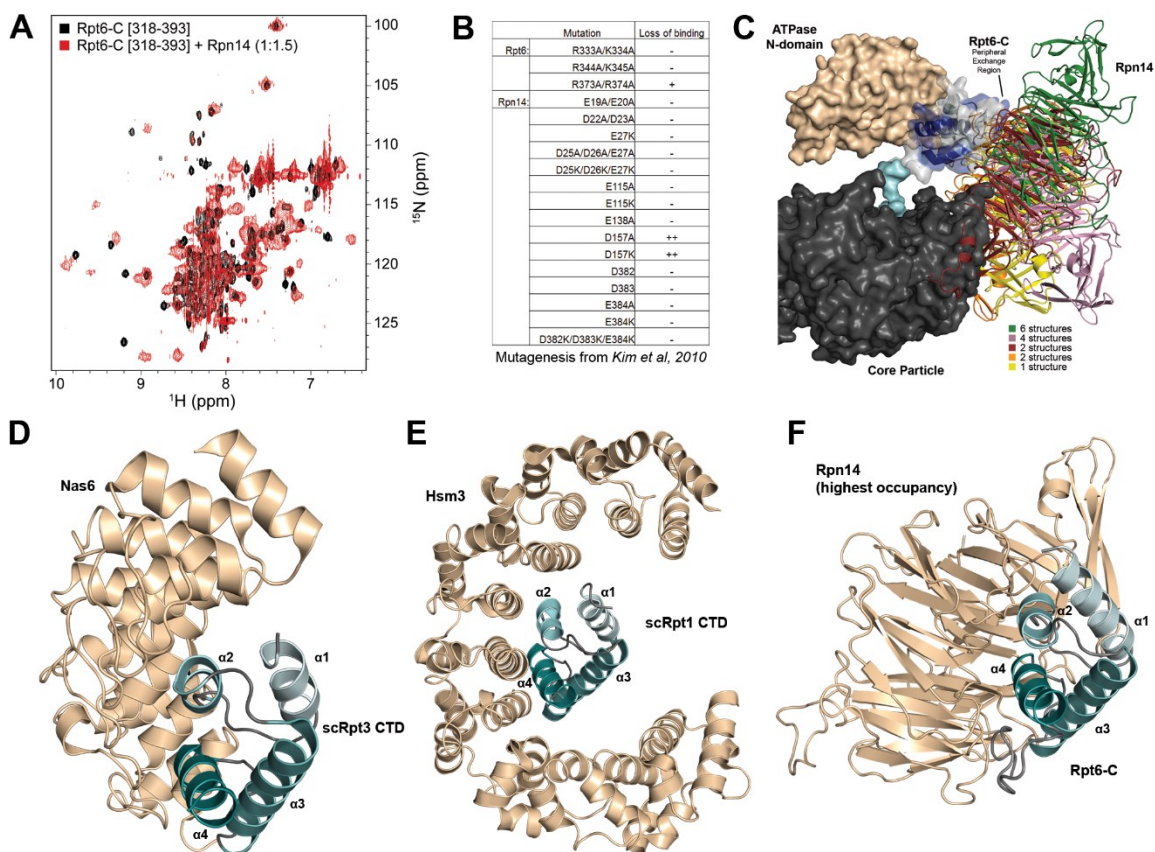 A
Rpt6-C [318-393]
Rpt6-C [318-393] + Rpn14 (1:1.5)
100
105
110
115
120
125
15N (ppm)
10 9 8 7
1H (ppm)
B
Mutation Loss of binding
Rpt6: R333A/K334A -
R344A/K345A -
R373A/R374A +
Rpn14: E19A/E20A -
D22A/D23A -
E27K -
D25A/D26A/E27A -
D25K/D26K/E27K -
E115A -
E115K -
E138A -
D157A ++
D157K ++
D382 -
D383 -
E384A -
E384K -
D382K/D383K/E384K -
Mutagenesis from Kim et al, 2010
C
ATPase
N-domain
Rpt6-C
Peripheral
Exchange
Region
Rpn14
6 structures
4 structures
2 structures
2 structures
1 structure
Core Particle
D
Nas6
α2
α1
scRpt3 CTD
α3
α4
E
Hsm3
α2
α1
scRpt1 CTD
α4
α3
F
Rpn14
(highest occupancy)
α2
α1
α4
α3
Rpt6-C